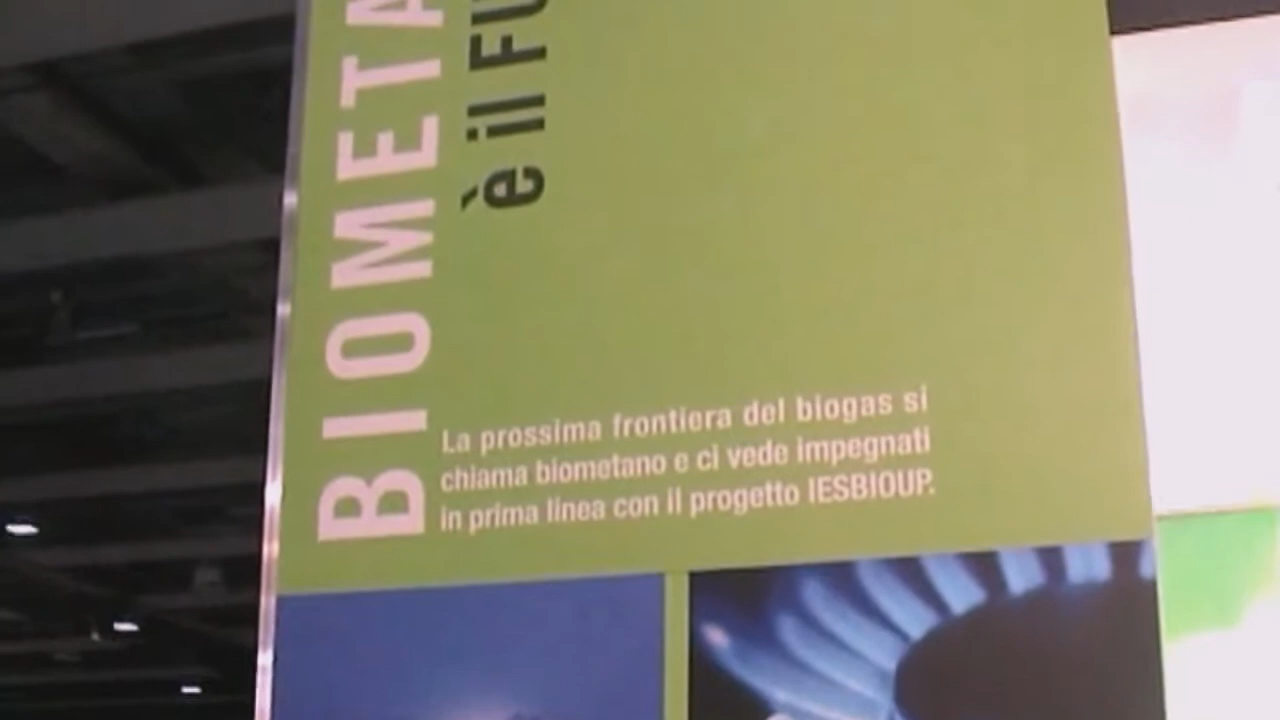 BIOMETA
è il FU
La prossima frontiera del biogas si
chiama biometano e ci vede impegnati
in prima linea con il progetto IESBIOUP.